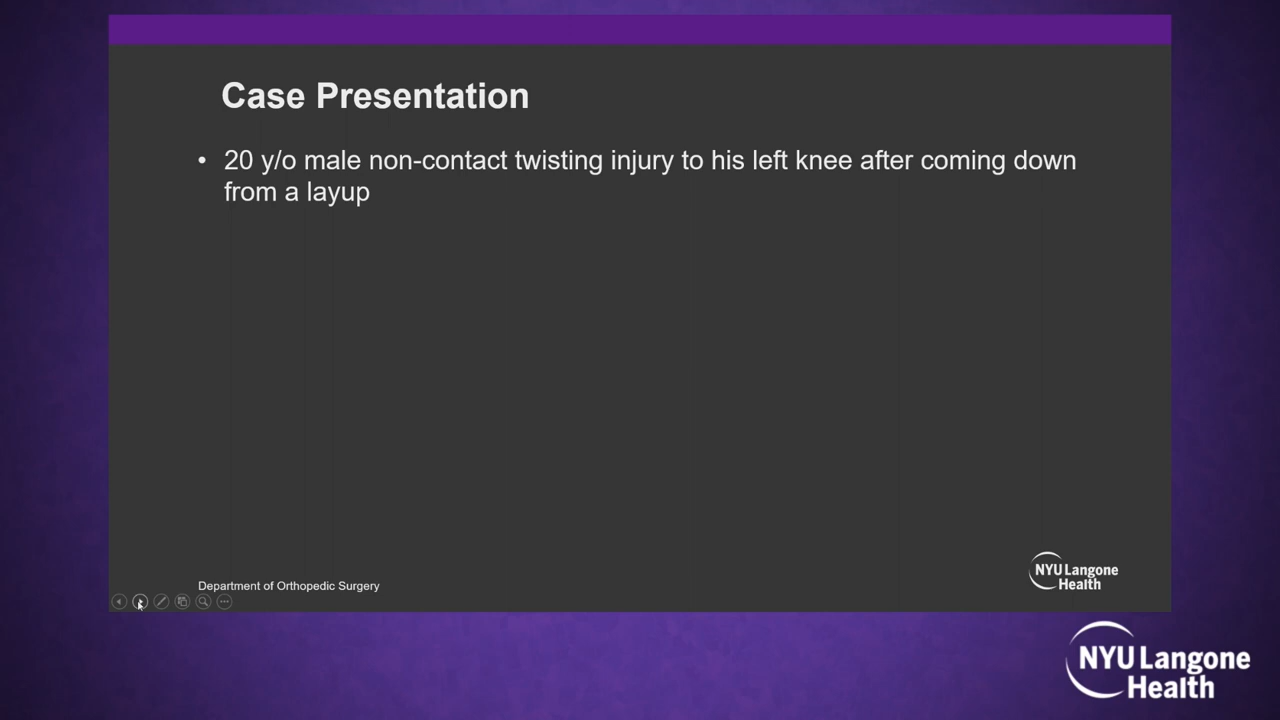 Case Presentation
• 20 y/o male non-contact twisting injury to his left knee after coming down
from a layup
Department of Orthopedic Surgery
NYU Langone
Health
NYU Langone
Health